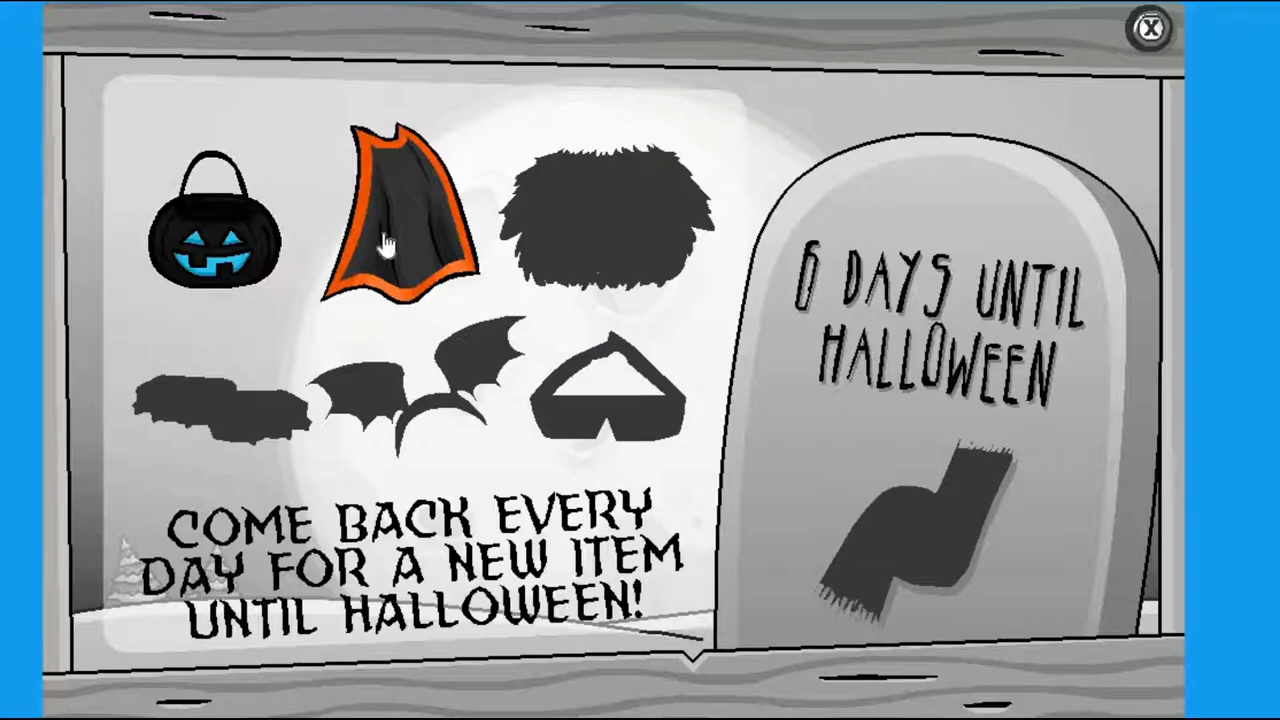 6 DAYS UNTIL
HALLOWEEN
COME BACK EVERY
DAY FOR A NEW ITEM
UNTIL HALLOWEEN!
X